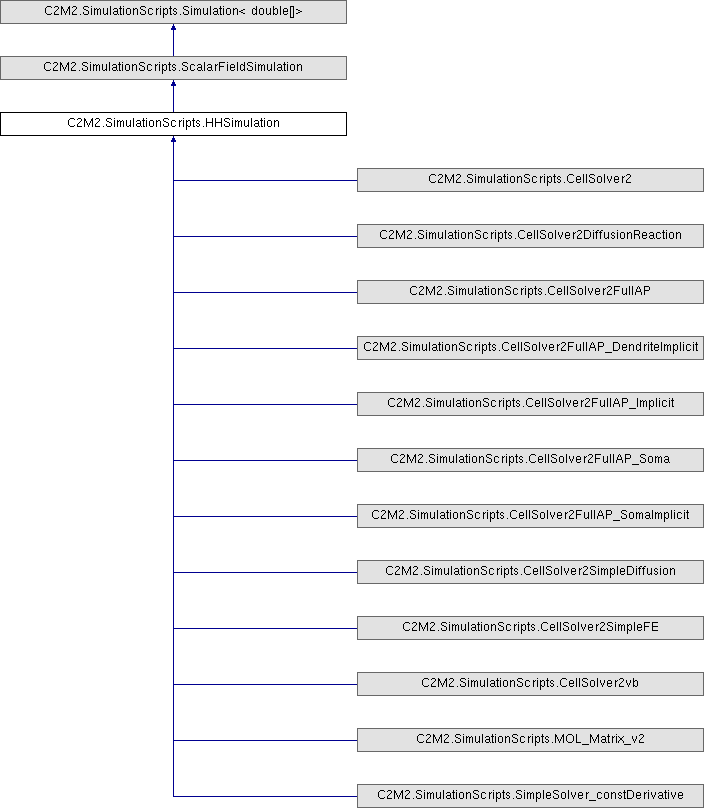 C2M2.SimulationScripts.Simulation< double[]>
C2M2.SimulationScripts.ScalarFieldSimulation
C2M2.SimulationScripts.HHSimulation
C2M2.SimulationScripts.CellSolver2
C2M2.SimulationScripts.CellSolver2DiffusionReaction
C2M2.SimulationScripts.CellSolver2FullAP
C2M2.SimulationScripts.CellSolver2FullAP_DendriteImplicit
C2M2.SimulationScripts.CellSolver2FullAP_Implicit
C2M2.SimulationScripts.CellSolver2FullAP_Soma
C2M2.SimulationScripts.CellSolver2FullAP_SomaImplicit
C2M2.SimulationScripts.CellSolver2SimpleDiffusion
C2M2.SimulationScripts.CellSolver2SimpleFE
C2M2.SimulationScripts.CellSolver2vb
C2M2.SimulationScripts.MOL_Matrix_v2
C2M2.SimulationScripts.SimpleSolver_constDerivative